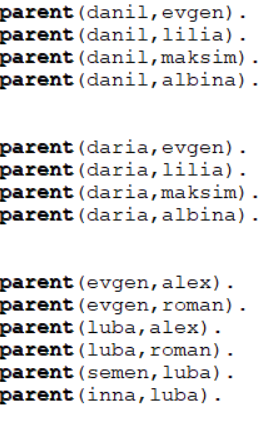 parent(danil,evgen).
parent(danil,lilia).
parent(danil,maksim).
parent(danil,albina).
parent(daria,evgen).
parent(daria,lilia).
parent(daria,maksim).
parent(daria,albina).
parent(evgen,alex).
parent(evgen,roman).
parent(luba,alex).
parent(luba,roman).
parent(semen,luba).
parent(inna,luba).